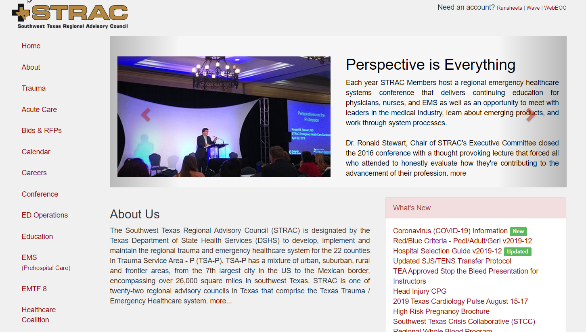 STRAC
Southwest Texas Regional Advisory Council
Need an account? Runsheets | Wave | WebEOC
Home
About
Trauma
Acute Care
Bids & RFPs
Calendar
Careers
Conference
ED Operations
Education
EMS
(Prehospital Care)
EMTF 8
Healthcare
Coalition
Perspective is Everything
Each year STRAC Members host a regional emergency healthcare
systems conference that delivers continuing education for
physicians, nurses, and EMS as well as an opportunity to meet with
leaders in the medical industry, learn about emerging products, and
work through system processes.
Dr. Ronald Stewart, Chair of STRAC's Executive Committee closed
the 2016 conference with a thought provoking lecture that forced all
who attended to honestly evaluate how they're contributing to the
advancement of their profession. more
About Us
The Southwest Texas Regional Advisory Council (STRAC) is designated by the
Texas Department of State Health Services (DSHS) to develop, implement and
maintain the regional trauma and emergency healthcare system for the 22 counties
in Trauma Service Area - P (TSA-P). TSA-P has a mixture of urban, suburban, rural
and frontier areas, from the 7th largest city in the US to the Mexican border,
encompassing over 26,000 square miles in southwest Texas. STRAC is one of
twenty-two regional advisory councils in Texas that comprise the Texas Trauma /
Emergency Healthcare system. more...
What's New
Coronavirus (COVID-19) Information New
Red/Blue Criteria - Pedi/Adult/Geri v2019-12
Hospital Selection Guide v2019-12 Updated
Updated SJS/TENS Transfer Protocol
TEA Approved Stop the Bleed Presentation for
Instructors
Head Injury CPG
2019 Texas Cardiology Pulse August 15-17
High Risk Pregnancy Brochure
Southwest Texas Crisis Collaborative (STCC)
Regional Whole Blood Program